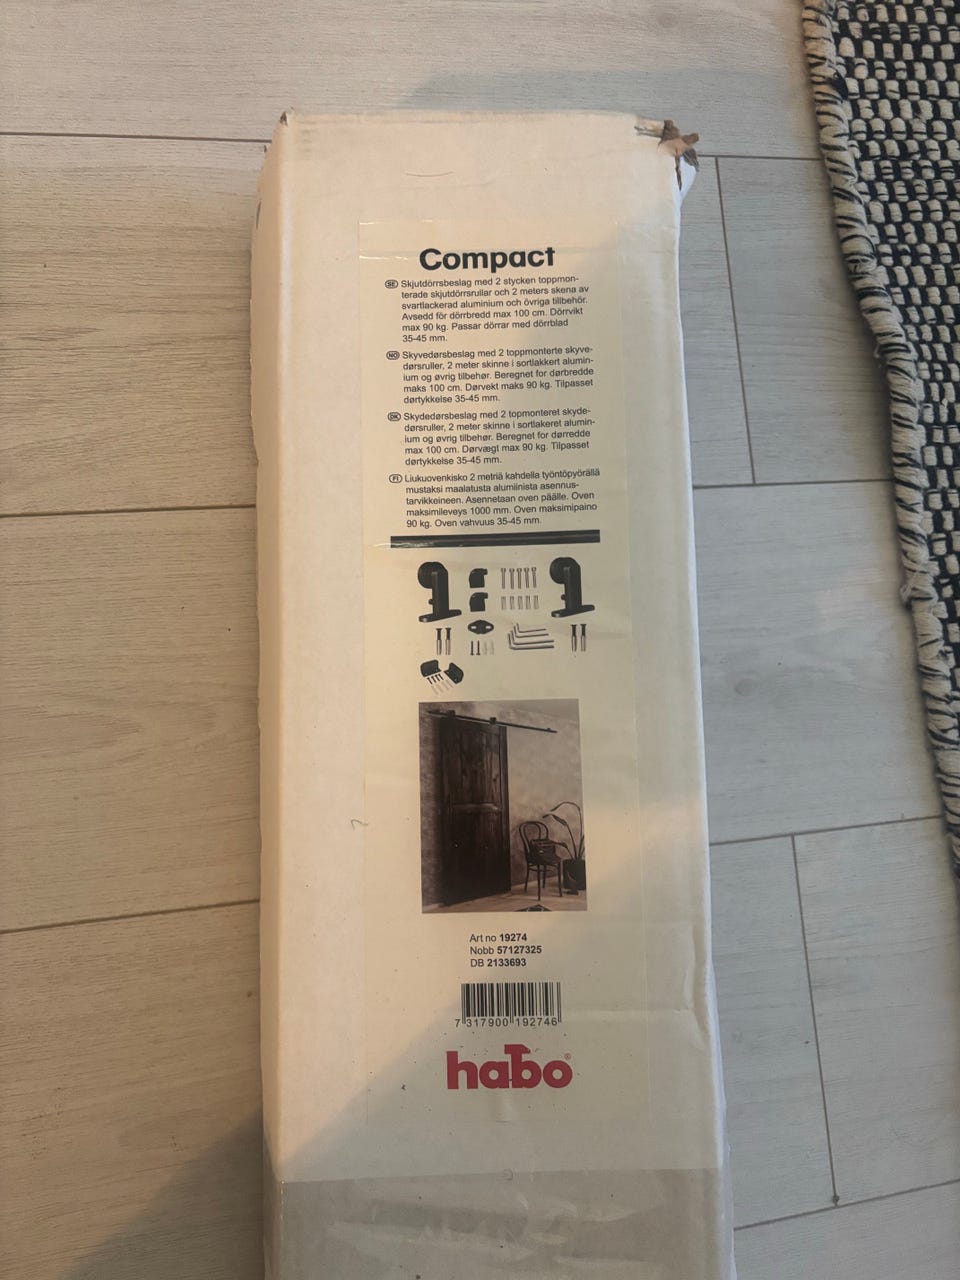 Compact
SE Skjutdörrsbeslag med 2 stycken toppmon-
terade skjutdörrsrullar och 2 meters skena av
svartlackerad aluminium och övriga tillbehör.
Avsedd för dörrbredd max 100 cm. Dörrvikt
max 90 kg. Passar dörrar med dörrblad
35-45 mm.
NO Skyvedørsbeslag med 2 toppmonterte skyve-
dørsruller, 2 meter skinne i sortlakkert alumin-
ium og øvrig tilbehør. Beregnet for dørbredde
maks 100 cm. Dørvekt maks 90 kg. Tilpasset
dørtykkelse 35-45 mm.
DK Skydedørsbeslag med 2 topmonteret skyde-
dørsruller, 2 meter skinne i sortlakeret alumin-
ium og øvrig tilbehør. Beregnet for dørredde
max 100 cm. Dørvægt max 90 kg. Tilpasset
dørtykkelse 35-45 mm.
FI Liukuovenkisko 2 metriä kahdella työntöpyörällä
mustaksi maalatusta alumiinista asennus-
tarvikkeineen. Asennetaan oven päälle. Oven
maksimileveys 1000 mm. Oven maksimipaino
90 kg. Oven vahvuus 35-45 mm.
Art no 19274
Nobb 57127325
DB 2133693
7 317900 192746
habo®